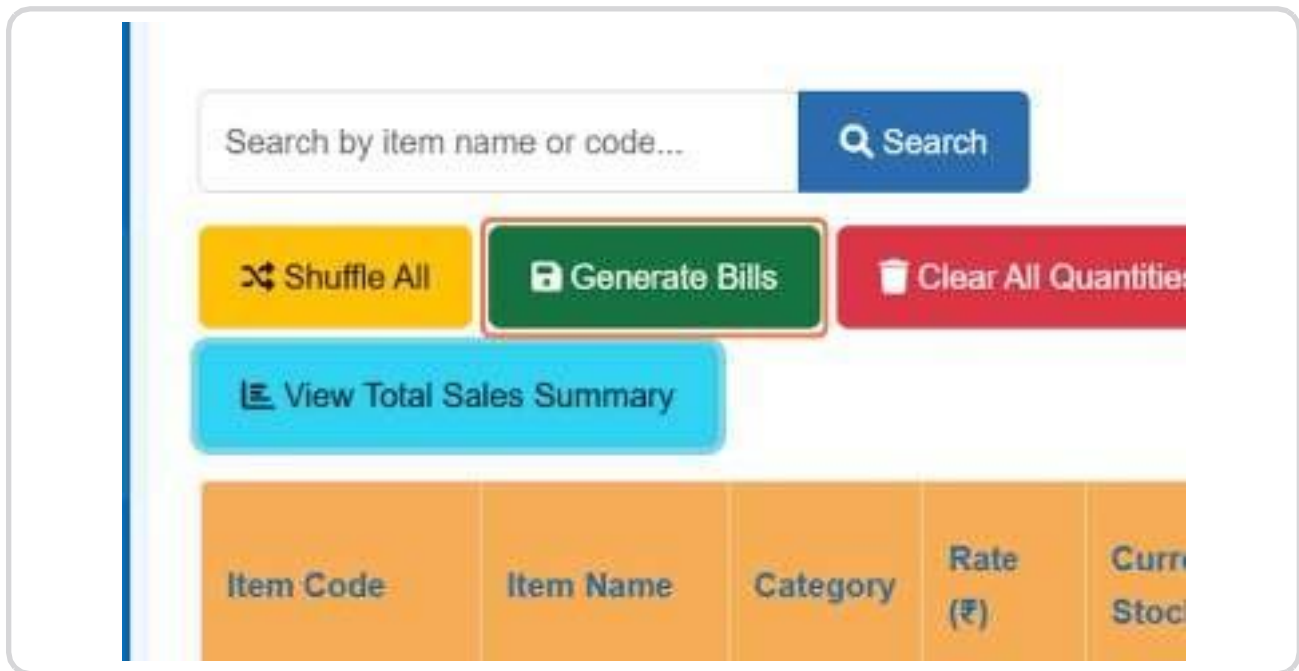 Search by item name or code...
Search
Shuffle All
Generate Bills
Clear All Quantities
View Total Sales Summary
Item Code Item Name Category Rate (₹) Curr
Stoc